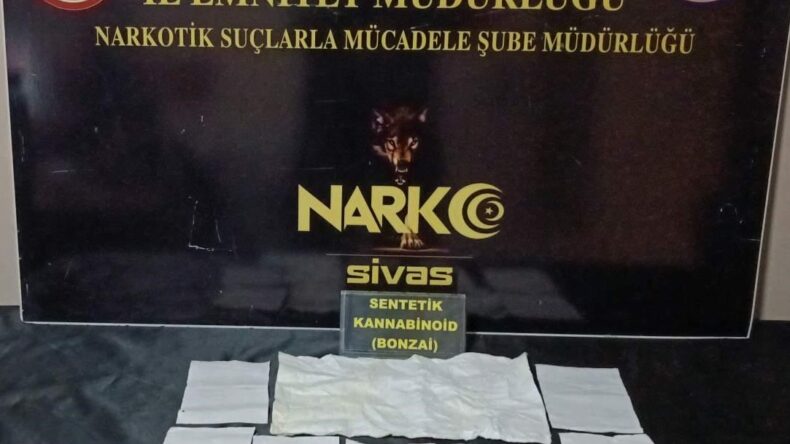 İL EMNİYET MÜDÜRLÜĞÜ
NARKOTİK SUÇLARLA MÜCADELE ŞUBE MÜDÜRLÜĞÜ
NARKO
sivas
SENTETİK
KANNABİNOİD
(BONZAİ)